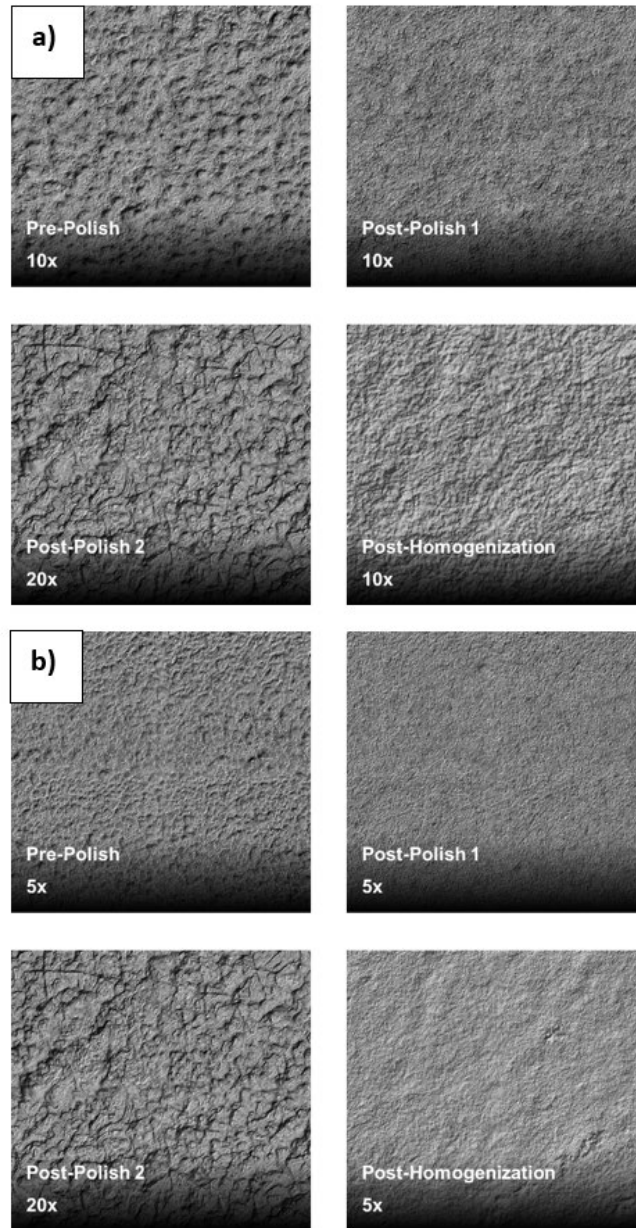 a)
Pre-Polish
10x
Post-Polish 1
10x
Post-Polish 2
20x
Post-Homogenization
10x
b)
Pre-Polish
5x
Post-Polish 1
5x
Post-Polish 2
20x
Post-Homogenization
5x